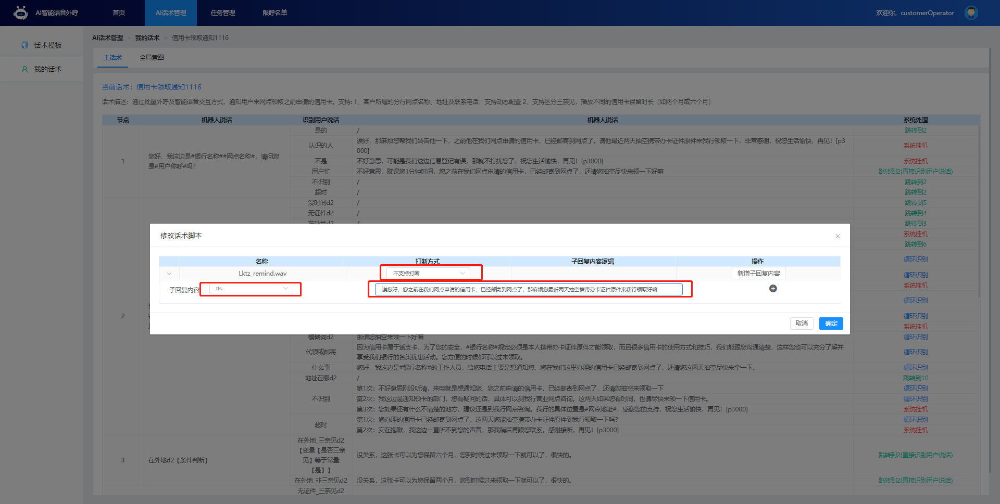 AI智能语音外呼 首页 AI话术管理 任务管理 限呼名单 欢迎你，customerOperator
话术模板
我的话术
AI话术管理 > 我的话术 > 信用卡领取通知1116
主话术 全局意图
当前话术：信用卡领取通知1116
话术描述：通过批量外呼及智能语音交互方式，通知用户来网点领取之前申请的信用卡。支持：1、客户所属的分行网点名称、地址及联系电话，支持动态配置 2、支持区分三亲见，播放不同的信用卡保留时长（如两个月或六个月）
节点 机器人说话 识别用户说话 机器人说话 系统处理
1
您好，我这边是#银行名称##网点名称#，请问您
是#用户称呼#吗？
是的 / 跳转到2
认识的人 诶好，那麻烦您帮我们转告他一下，之前他在我们网点申请的信用卡，已经邮寄到网点了，请他最近两天抽空携带办卡证件原件来我行领取一下，非常感谢，祝您生活愉快，再见！[p3
000] 系统挂机
不是 不好意思，可能是我们这边信息登记有误，那就不打扰您了，祝您生活愉快，再见！[p3000] 系统挂机
用户忙 不好意思，耽误您1分钟时间，您之前在我们网点申请的信用卡，已经邮寄到网点了，还请您抽空尽快来领一下好嘛 跳转到2(直接识别用户说话)
不识别 / 跳转到2
超时 / 跳转到2
没时间d2 / 跳转到5
无证件d2 / 跳转到4
在外地d2 / 跳转到3
系统挂机
跳转到6
循环识别
循环识别
系统挂机
循环识别
循环识别
系统挂机
修改话术脚本
名称 打断方式 子回复内容逻辑 操作
Lktz_remind.wav 不支持打断 新增子回复内容
子回复内容 tts 诶您好，您之前在我们网点申请的信用卡，已经邮寄到网点了，那麻烦您最近两天抽空携带办卡证件原件来我行领取好嘛
取消 确定
2
模糊词d2 那请您抽空来领一下好嘛 循环识别
代领或邮寄 因为信用卡属于透支卡，为了您的安全，#银行名称#规定必须是本人携带办卡证件原件才能领取，而且很多信用卡的使用方式和技巧，我们能跟您沟通清楚，这样您也可以充分了解并
享受我们银行的各类优惠活动。您方便的时候都可以过来领取。 循环识别
什么事 您好，我这边是#银行名称#的工作人员，给您电话主要是想通知您，您在我们这里办理的信用卡已经邮寄到网点了，还请您这两天抽空尽快来拿一下。 循环识别
地址在哪d2 / 跳转到10
不识别
第1次：不好意思刚没听清，来电就是想通知您，您之前申请的信用卡，已经邮寄到网点了，还请您抽空来领取一下 循环识别
第2次：我这边是通知领卡的部门，您有疑问的话，具体可以到我行营业网点咨询。这两天如果您有时间，也请尽快来领一下信用卡。 循环识别
第3次：您如果还有什么不清楚的地方，建议还是到我行网点咨询。我行的具体位置是#网点地址#，感谢您的支持，祝您生活愉快，再见！[p3000] 系统挂机
超时
第1次：您办理的信用卡已经邮寄到网点了，这两天您能抽空携带办卡证件原件到我行领取一下吗？ 循环识别
第2次：实在抱歉，我这边一直听不到您的声音，那我稍后再跟您联系，感谢接听，再见！[p3000] 系统挂机
3 在外地d2【条件判断】
在外地_三亲见d2
【变量【是否三亲
见】等于常量
【是】】
没关系，这张卡可以为您保留六个月，您到时候过来领取一下就可以了，很快的。 跳转到2(直接识别用户说话)
在外地_非三亲见d2 没关系，这张卡可以为您保留两个月，您到时候过来领取一下就可以了，很快的。 跳转到2(直接识别用户说话)
无证件_三亲见d2